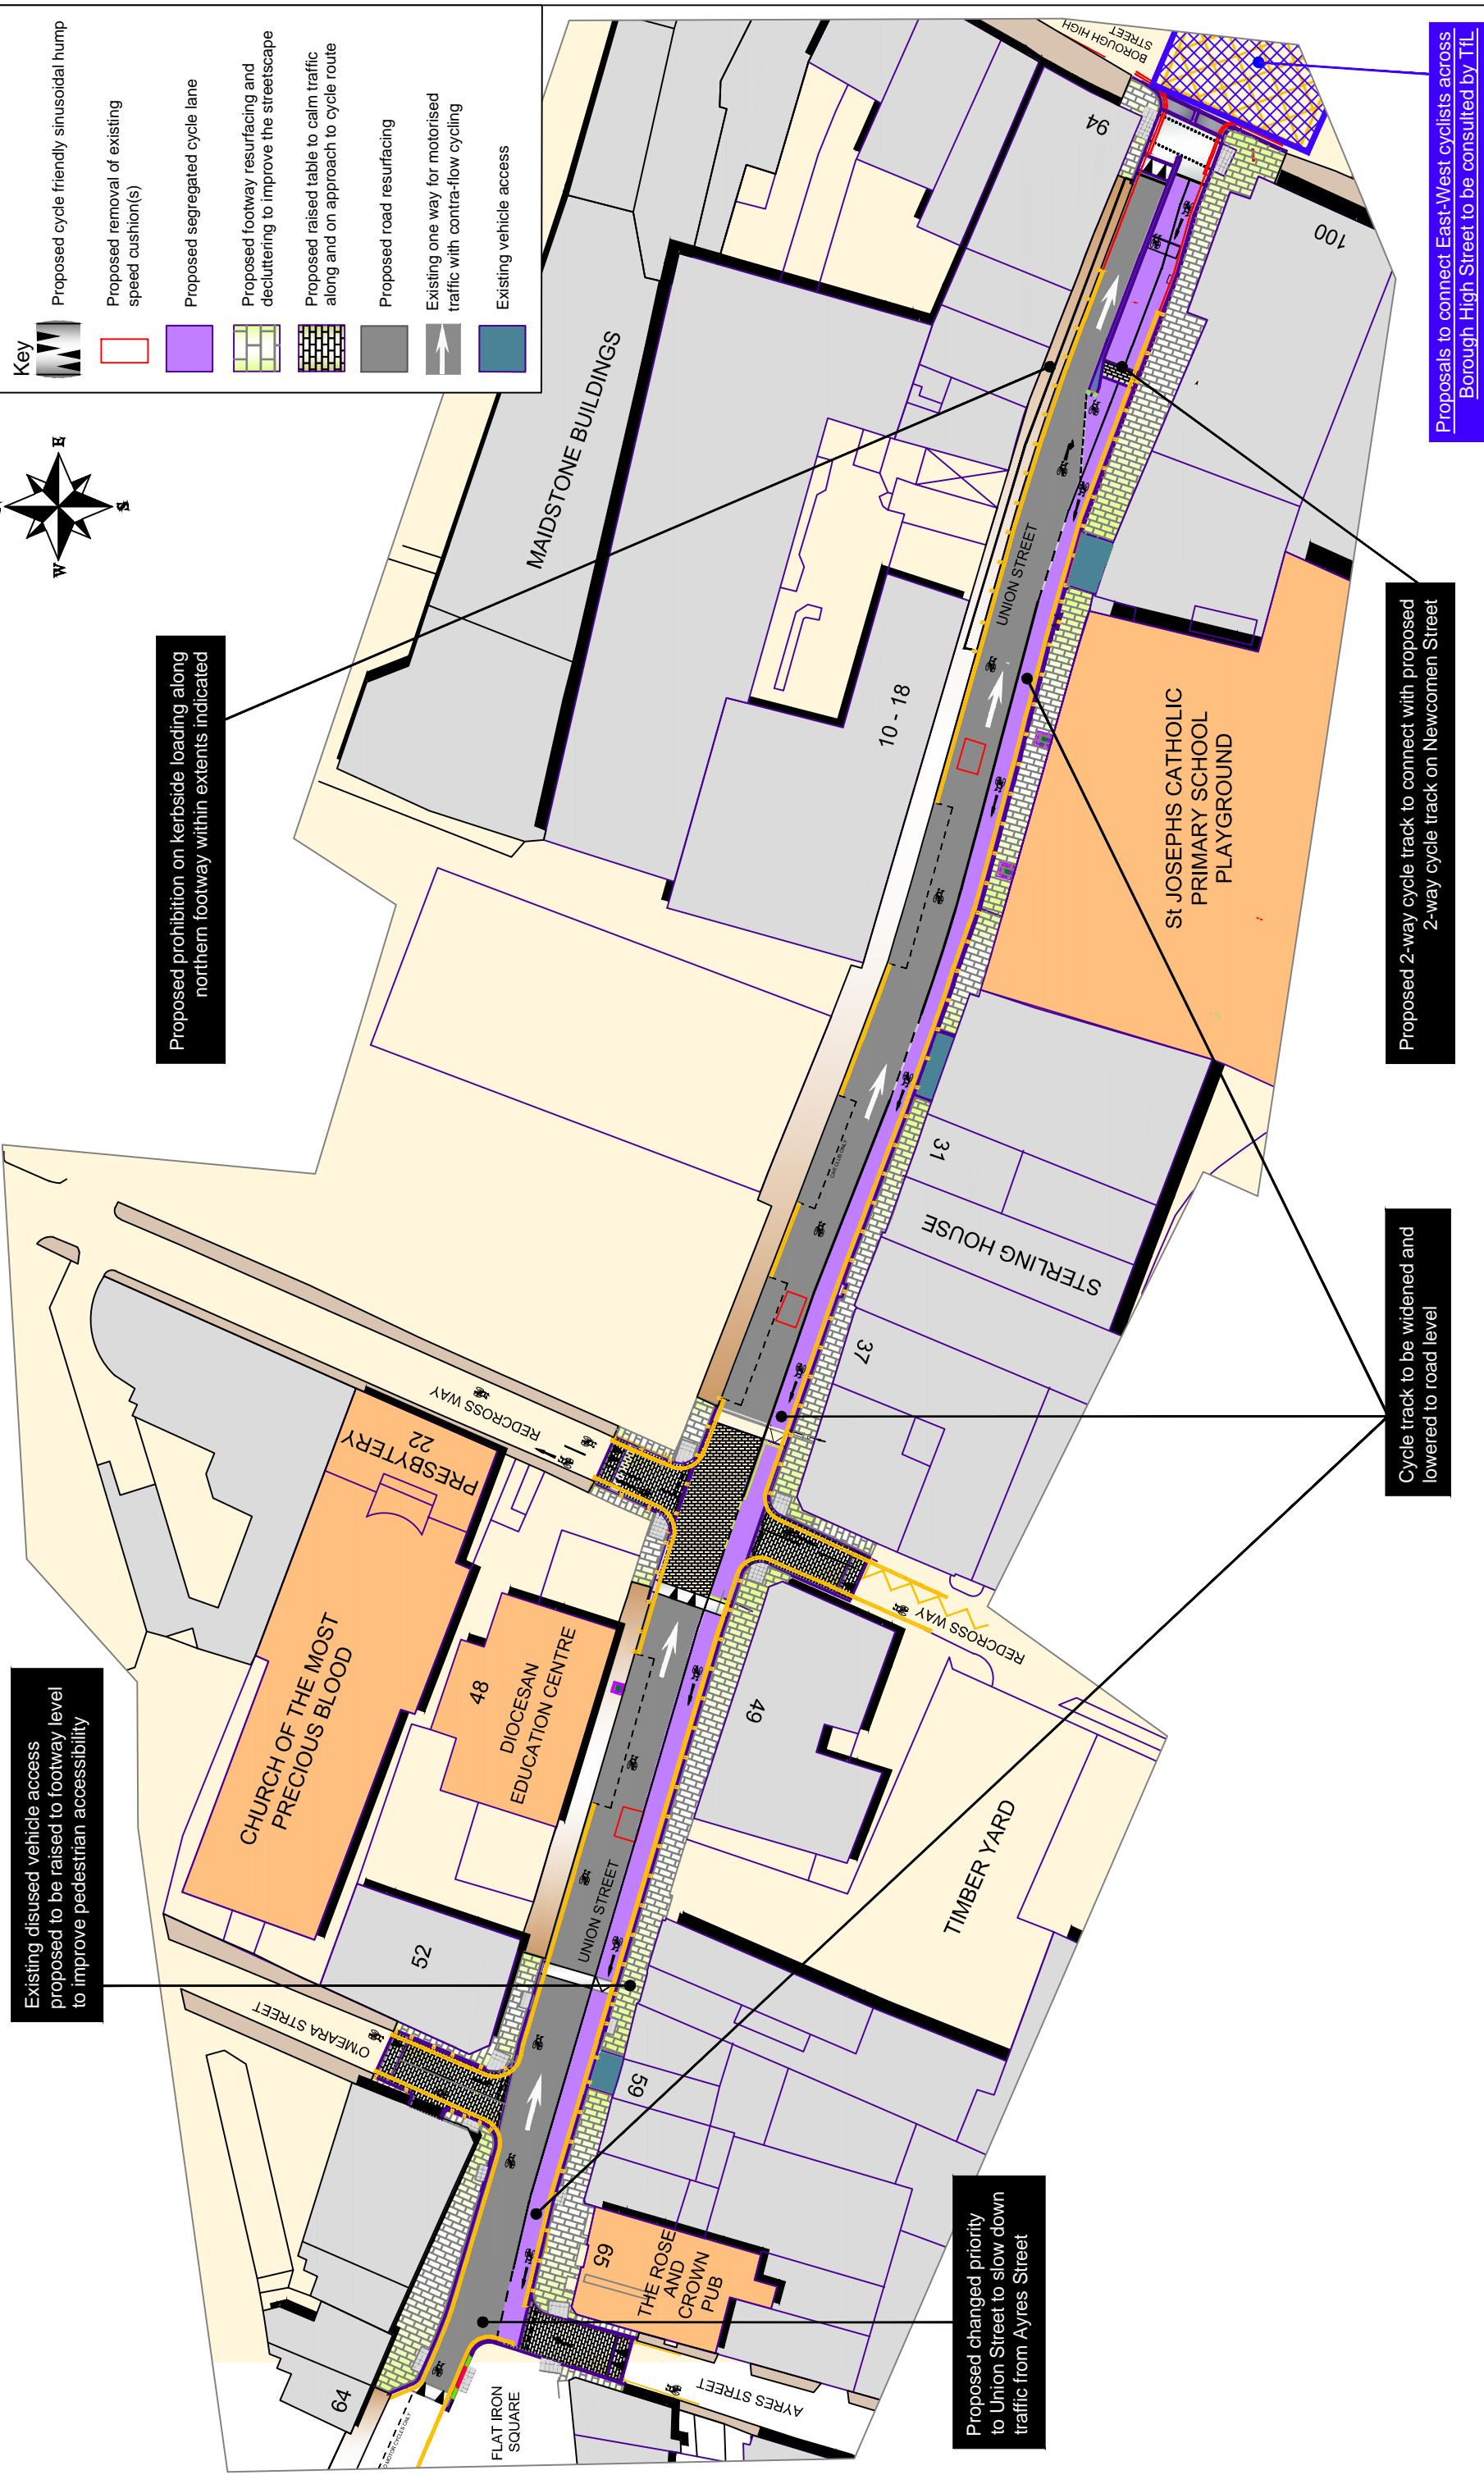 Key
Proposed cycle friendly sinusoidal hump
Proposed removal of existing
speed cushion(s)
Proposed segregated cycle lane
Proposed footway resurfacing and
decluttering to improve the streetscape
Proposed raised table to calm traffic
along and on approach to cycle route
Proposed road resurfacing
Existing one way for motorised
traffic with contra-flow cycling
Existing vehicle access
W
E
S
Existing disused vehicle access
proposed to be raised to footway level
to improve pedestrian accessibility
Proposed prohibition on kerbside loading along
northern footway within extents indicated
Proposed changed priority
to Union Street to slow down
traffic from Ayres Street
Cycle track to be widened and
lowered to road level
Proposed 2-way cycle track to connect with proposed
2-way cycle track on Newcomen Street
Proposals to connect East-West cyclists across
Borough High Street to be consulted by TfL
MAIDSTONE BUILDINGS
BOROUGH HIGH
STREET
94
100
10 - 18
UNION STREET
St JOSEPHS CATHOLIC
PRIMARY SCHOOL
PLAYGROUND
CAR CLUB ONLY
31
STERLING HOUSE
37
REDCROSS WAY
PRESBYTERY
22
CHURCH OF THE MOST
PRECIOUS BLOOD
48
DIOCESAN
EDUCATION CENTRE
REDCROSS WAY
49
TIMBER YARD
52
UNION STREET
O'MEARA STREET
59
65
THE ROSE
AND
CROWN
PUB
64
MOTOR CYCLES ONLY
FLAT IRON
SQUARE
AYRES STREET